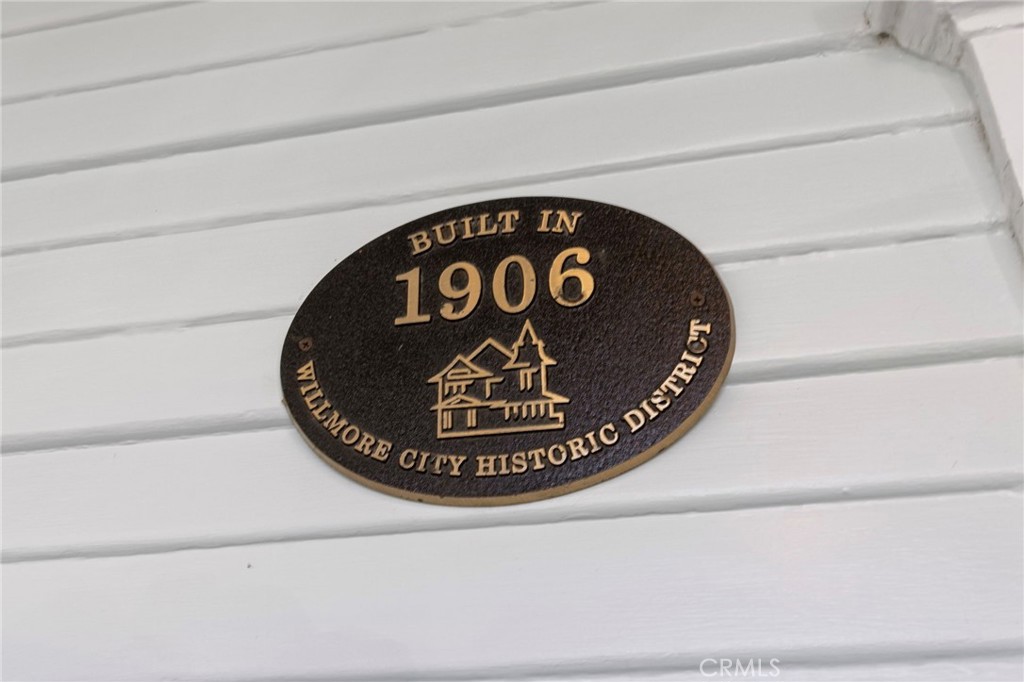 BUILT IN
1906
WILLMORE CITY HISTORIC DISTRICT
CRMLS